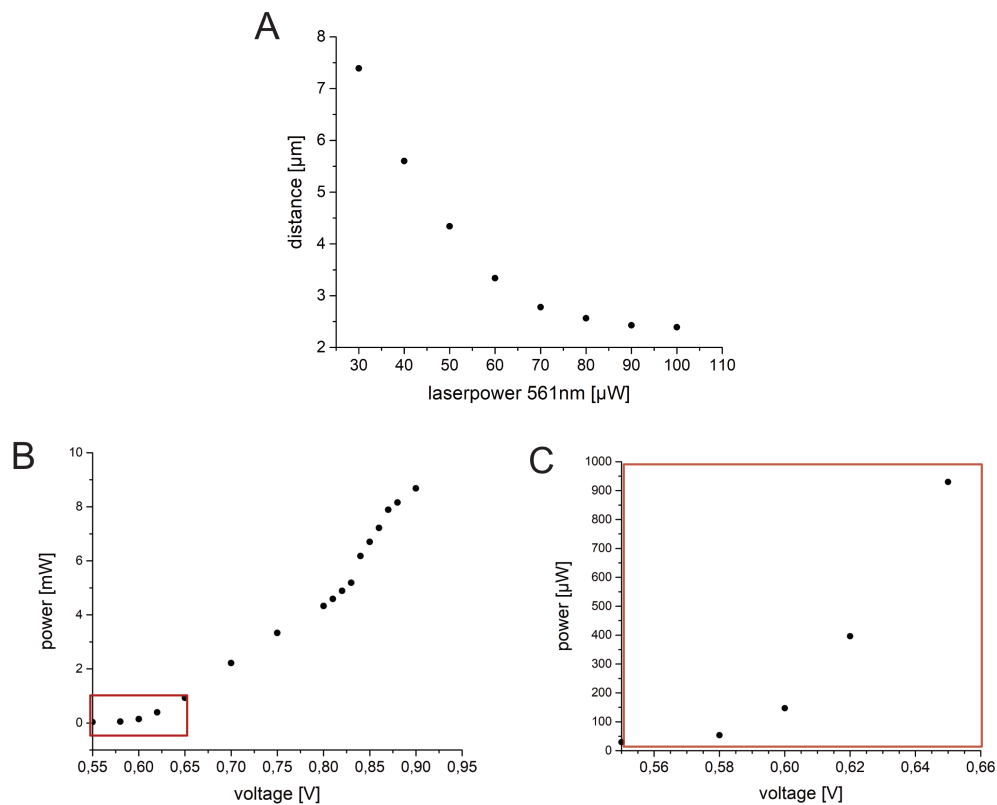 A
8
7
6
5
4
3
2
distance [µm]
30 40 50 60 70 80 90 100 110
laserpower 561nm [µW]
B
10
8
6
4
2
0
power [mW]
0,55 0,60 0,65 0,70 0,75 0,80 0,85 0,90 0,95
voltage [V]
C
1000
900
800
700
600
500
400
300
200
100
0
power [µW]
0,56 0,58 0,60 0,62 0,64 0,66
voltage [V]